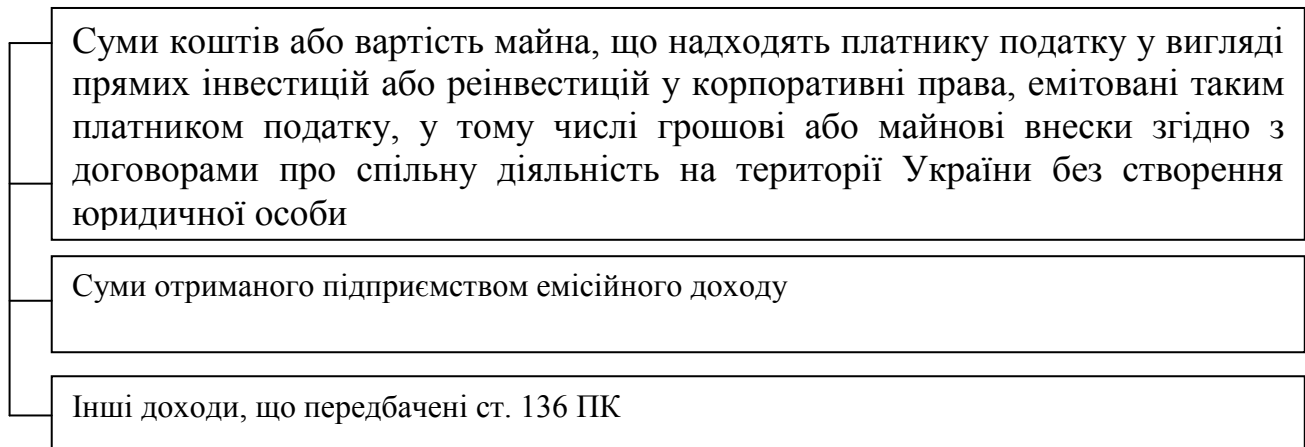 Суми коштів або вартість майна, що надходять платнику податку у вигляді
прямих інвестицій або реінвестицій у корпоративні права, емітовані таким
платником податку, у тому числі грошові або майнові внески згідно з
договорами про спільну діяльність на території України без створення
юридичної особи
Суми отриманого підприємством емісійного доходу
Інші доходи, що передбачені ст. 136 ПК